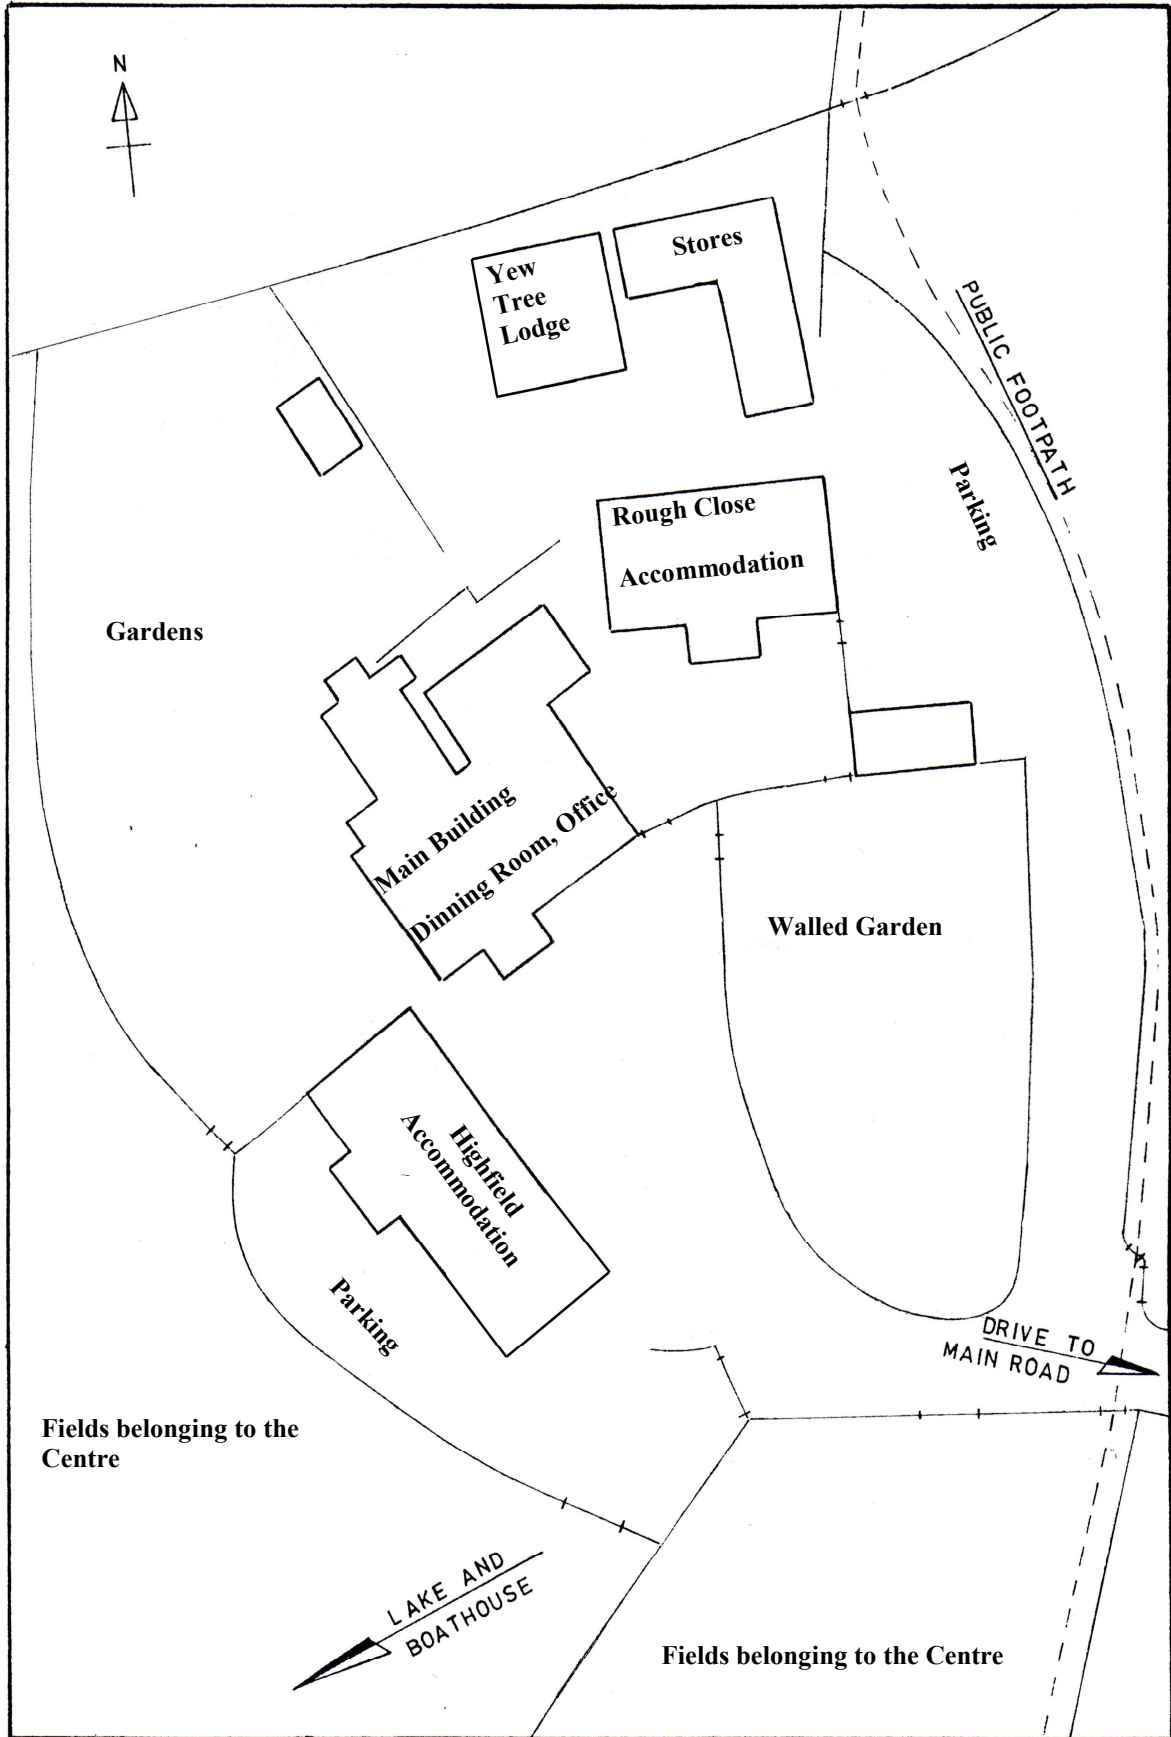 N
Yew
Tree
Lodge
Stores
PUBLIC FOOTPATH
Parking
Rough Close
Accommodation
Gardens
Main Building
Dinning Room, Office
Walled Garden
Highfield
Accommodation
Parking
DRIVE TO
MAIN ROAD
Fields belonging to the
Centre
LAKE AND
BOATHOUSE
Fields belonging to the Centre